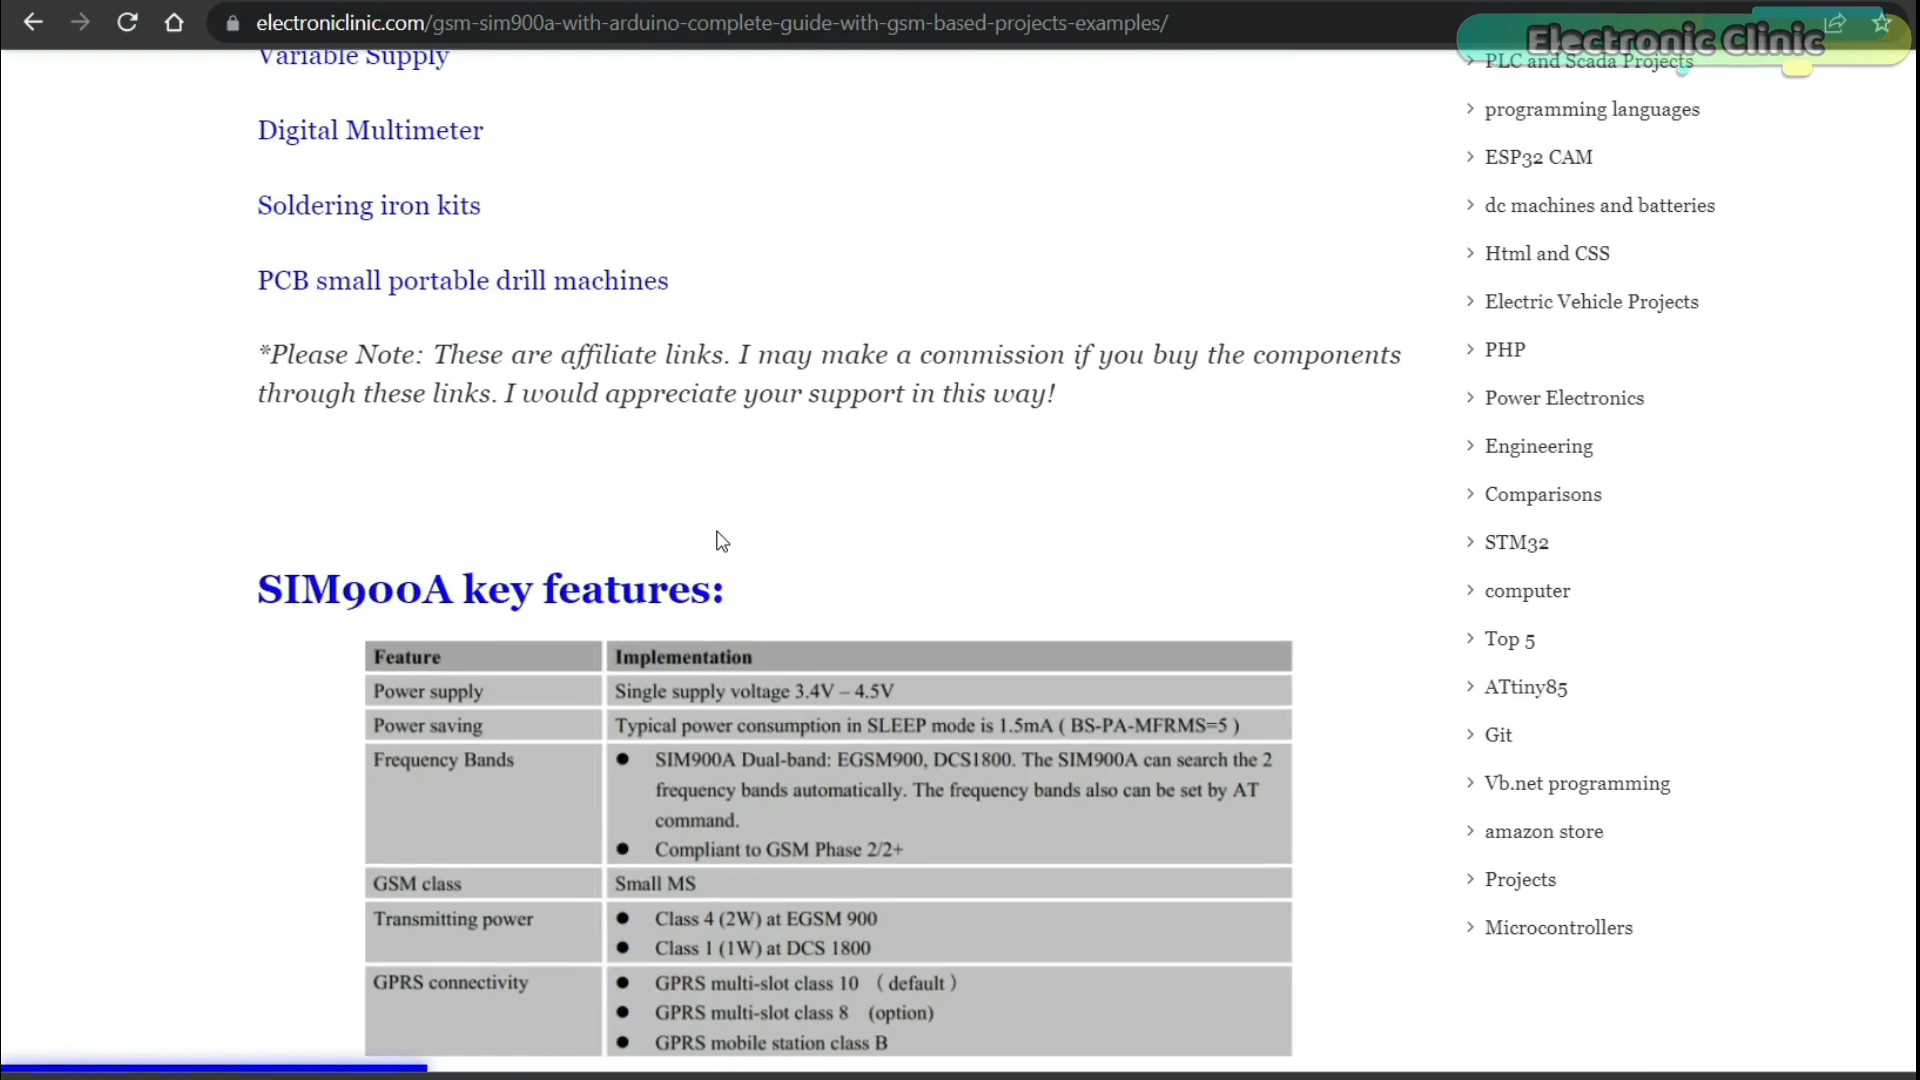 electroniclinic.com/gsm-sim900a-with-arduino-complete-guide-with-gsm-based-projects-examples/
Electronic Clinic
Variable Supply
Digital Multimeter
Soldering iron kits
PCB small portable drill machines
*Please Note: These are affiliate links. I may make a commission if you buy the components
through these links. I would appreciate your support in this way!
SIM900A key features:
Feature Implementation
Power supply Single supply voltage 3.4V – 4.5V
Power saving Typical power consumption in SLEEP mode is 1.5mA ( BS-PA-MFRMS=5 )
Frequency Bands ● SIM900A Dual-band: EGSM900, DCS1800. The SIM900A can search the 2
frequency bands automatically. The frequency bands also can be set by AT
command.
● Compliant to GSM Phase 2/2+
GSM class Small MS
Transmitting power ● Class 4 (2W) at EGSM 900
● Class 1 (1W) at DCS 1800
GPRS connectivity ● GPRS multi-slot class 10 ( default )
● GPRS multi-slot class 8 (option)
● GPRS mobile station class B
PLC and Scada Projects
programming languages
ESP32 CAM
dc machines and batteries
Html and CSS
Electric Vehicle Projects
PHP
Power Electronics
Engineering
Comparisons
STM32
computer
Top 5
ATtiny85
Git
Vb.net programming
amazon store
Projects
Microcontrollers